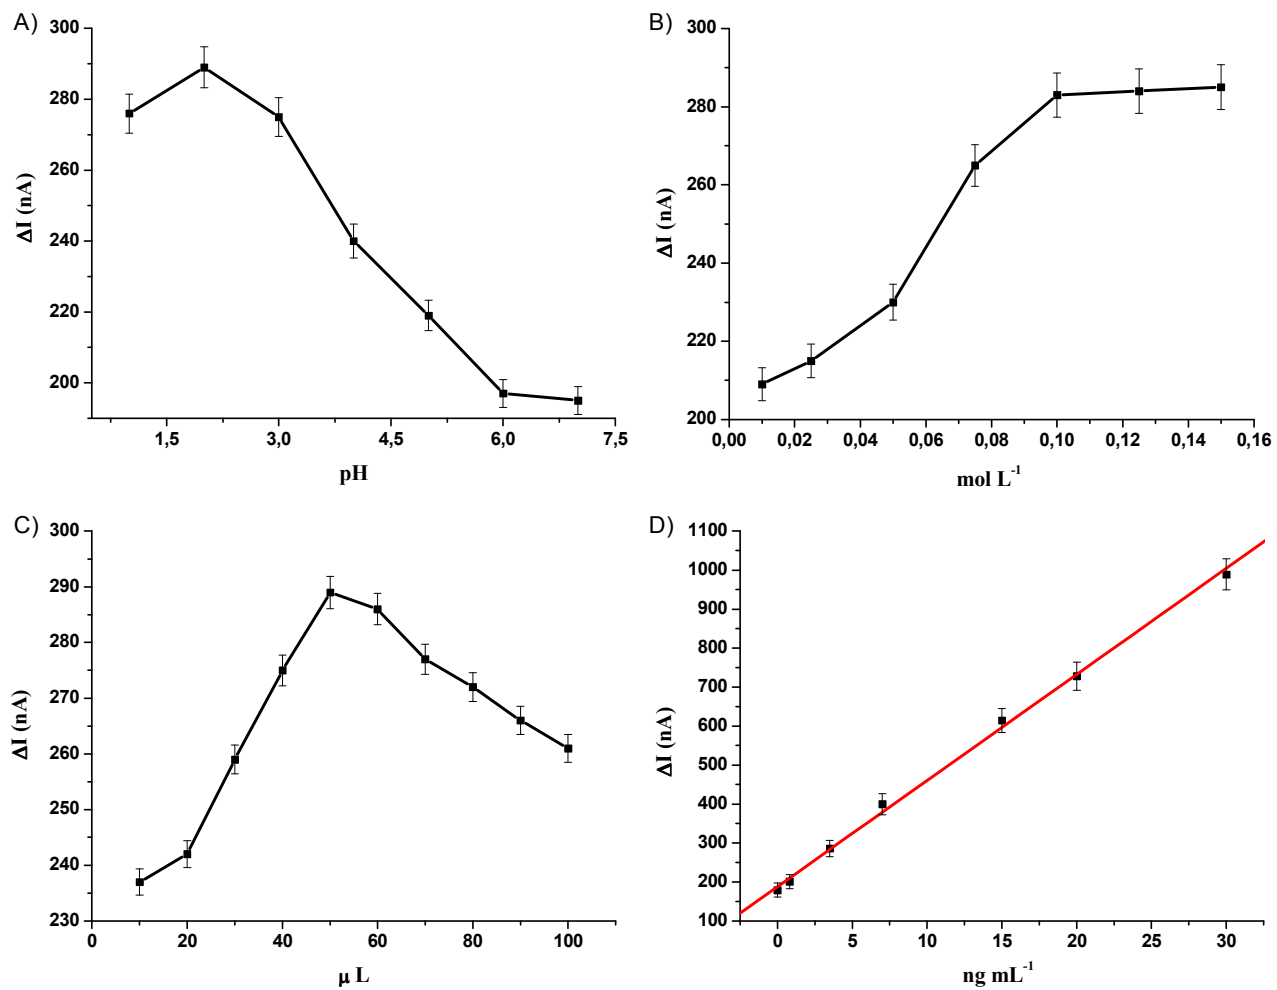 A)
300
280
260
240
220
200
ΔI (nA)
1,5 3,0 4,5 6,0 7,5
pH
B)
300
280
260
240
220
200
ΔI (nA)
0,00 0,02 0,04 0,06 0,08 0,10 0,12 0,14 0,16
mol L⁻¹
C)
300
290
280
270
260
250
240
230
ΔI (nA)
0 20 40 60 80 100
μ L
D)
1100
1000
900
800
700
600
500
400
300
200
100
ΔI (nA)
0 5 10 15 20 25 30
ng mL⁻¹